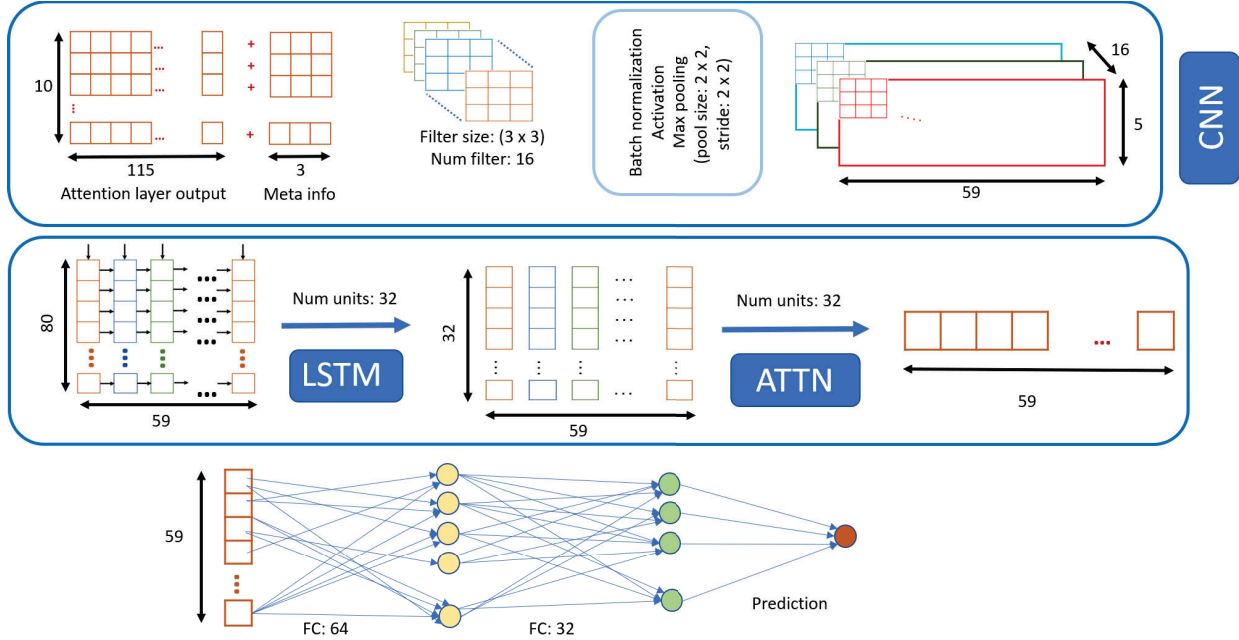 10
115
Attention layer output
3
Meta info
Filter size: (3 x 3)
Num filter: 16
Batch normalization
Activation
Max pooling
(pool size: 2 x 2,
stride: 2 x 2)
16
5
59
CNN
80
59
Num units: 32
LSTM
32
59
Num units: 32
ATTN
59
59
FC: 64
FC: 32
Prediction